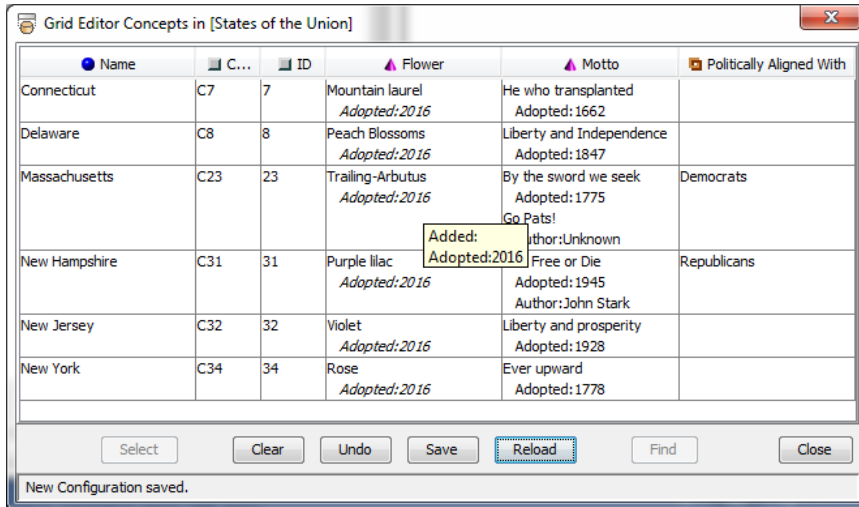 Grid Editor Concepts in [States of the Union]
Name C... ID Flower Motto Politically Aligned With
Connecticut C7 7 Mountain laurel He who transplanted
Adopted:2016 Adopted:1662
Delaware C8 8 Peach Blossoms Liberty and Independence
Adopted:2016 Adopted:1847
Massachusetts C23 23 Trailing-Arbutus By the sword we seek Democrats
Adopted:2016 Adopted:1775
Go Pats!
Added: thor:Unknown
Adopted:2016
New Hampshire C31 31 Purple lilac Free or Die Republicans
Adopted:2016 Adopted:1945
Author:John Stark
New Jersey C32 32 Violet Liberty and prosperity
Adopted:2016 Adopted:1928
New York C34 34 Rose Ever upward
Adopted:2016 Adopted:1778
Select Clear Undo Save Reload Find Close
New Configuration saved.